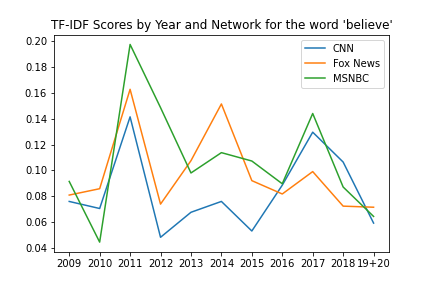 TF-IDF Scores by Year and Network for the word 'believe'
CNN
Fox News
MSNBC
0.20
0.18
0.16
0.14
0.12
0.10
0.08
0.06
0.04
2009 2010 2011 2012 2013 2014 2015 2016 2017 2018 19+20